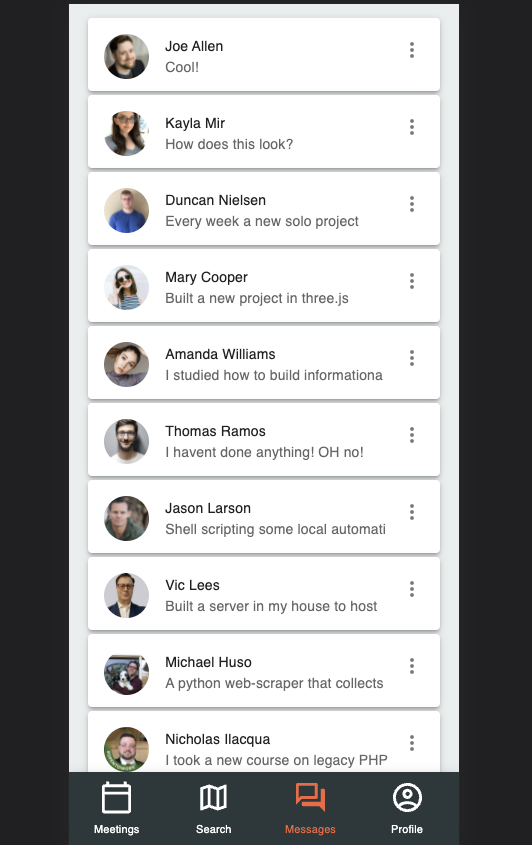 Joe Allen
Cool!
Kayla Mir
How does this look?
Duncan Nielsen
Every week a new solo project
Mary Cooper
Built a new project in three.js
Amanda Williams
I studied how to build informationa
Thomas Ramos
I havent done anything! OH no!
Jason Larson
Shell scripting some local automati
Vic Lees
Built a server in my house to host
Michael Huso
A python web-scraper that collects
Nicholas Ilacqua
I took a new course on legacy PHP
Meetings
Search
Messages
Profile